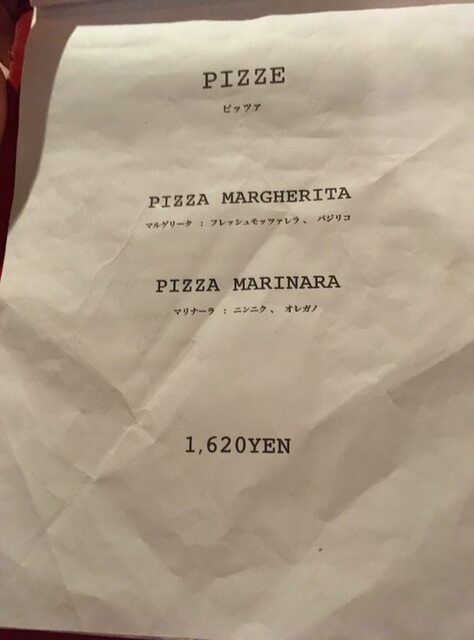 PIZZE
ピッツァ
PIZZA MARGHERITA
マルゲリータ : フレッシュモッツァレラ、 バジリコ
PIZZA MARINARA
マリナーラ : ニンニク、 オレガノ
1,620YEN